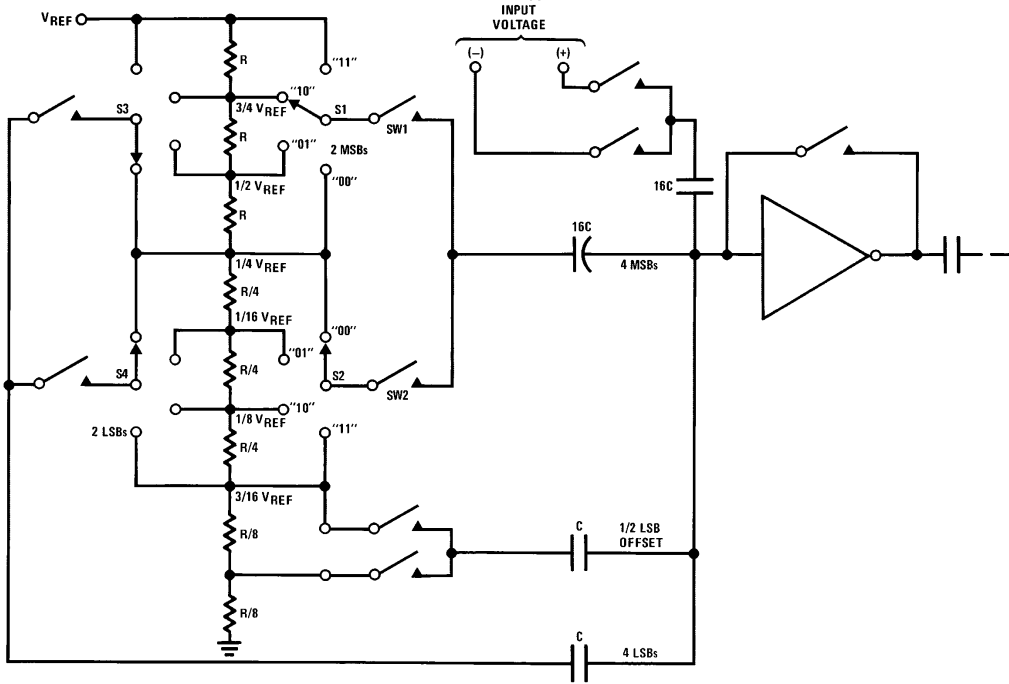 INPUT
VOLTAGE
(−) (+)
VREF
R
"11"
"10"
3/4 VREF
S3
S1
SW1
R
"01"
2 MSBs
1/2 VREF
"00"
R
16C
16C
4 MSBs
1/4 VREF
R/4
1/16 VREF
"00"
"01"
R/4
S4
S2
SW2
"10"
1/8 VREF
2 LSBs
"11"
R/4
3/16 VREF
R/8
C
1/2 LSB
OFFSET
R/8
C
4 LSBs